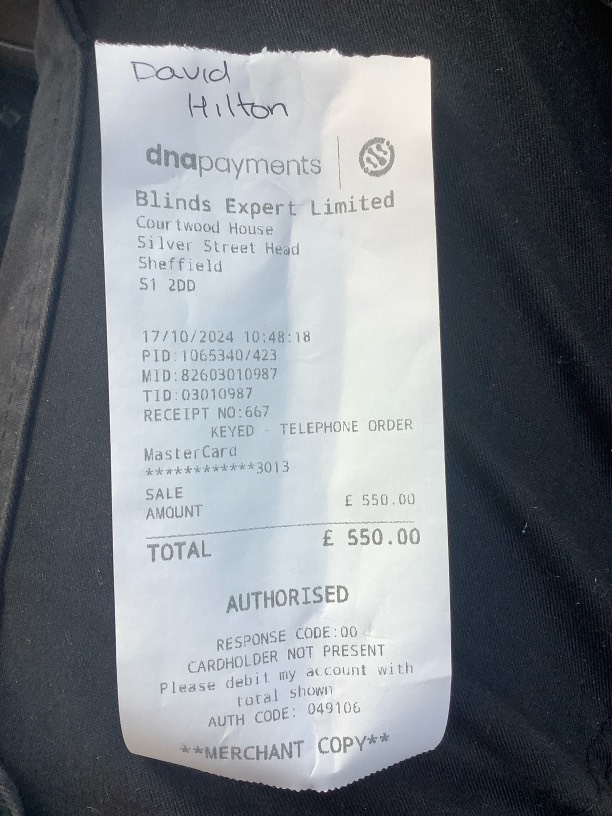 David
Hilton
dnapayments
Blinds Expert Limited
Courtwood House
Silver Street Head
Sheffield
S1 2DD
17/10/2024 10:48:18
PID:1065340/423
MID:82603010987
TID:03010987
RECEIPT NO:667
KEYED - TELEPHONE ORDER
MasterCard
************3013
SALE
AMOUNT £ 550.00
TOTAL £ 550.00
AUTHORISED
RESPONSE CODE:00
CARDHOLDER NOT PRESENT
Please debit my account with
total shown
AUTH CODE: 049106
**MERCHANT COPY**